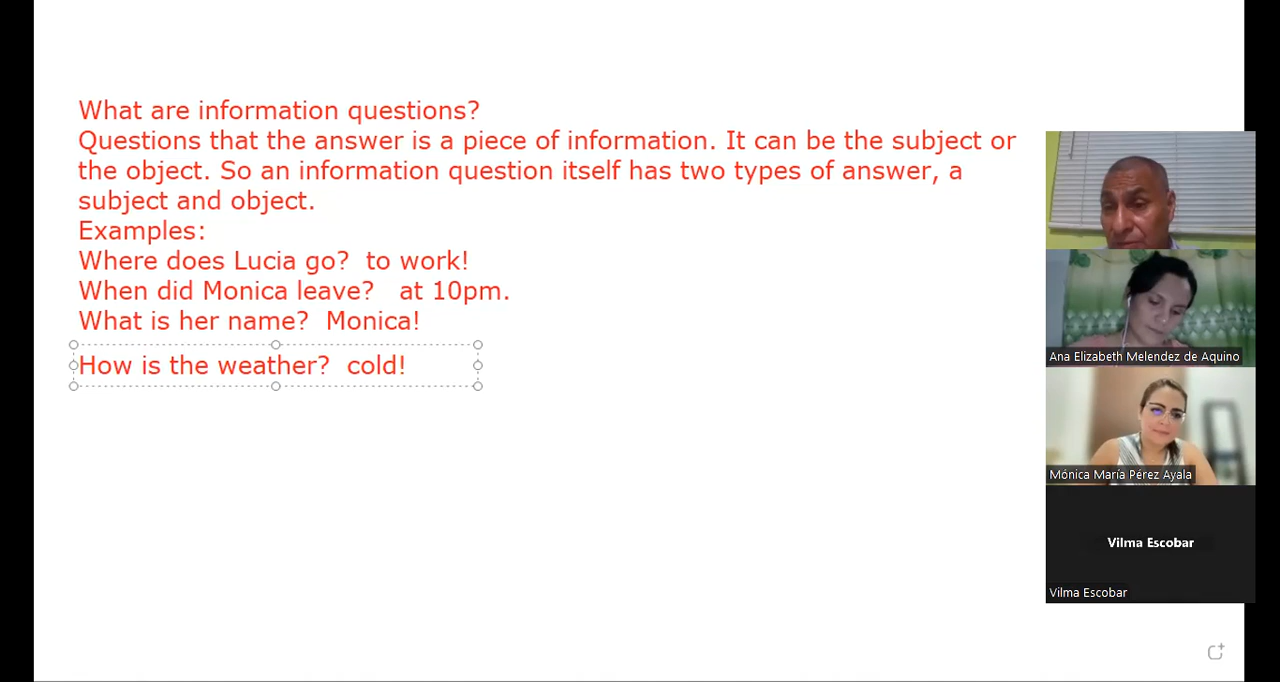 What are information questions?
Questions that the answer is a piece of information. It can be the subject or
the object. So an information question itself has two types of answer, a
subject and object.
Examples:
Where does Lucia go?  to work!
When did Monica leave?   at 10pm.
What is her name?  Monica!
How is the weather?  cold!
Ana Elizabeth Melendez de Aquino
Mónica María Pérez Ayala
Vilma Escobar
Vilma Escobar